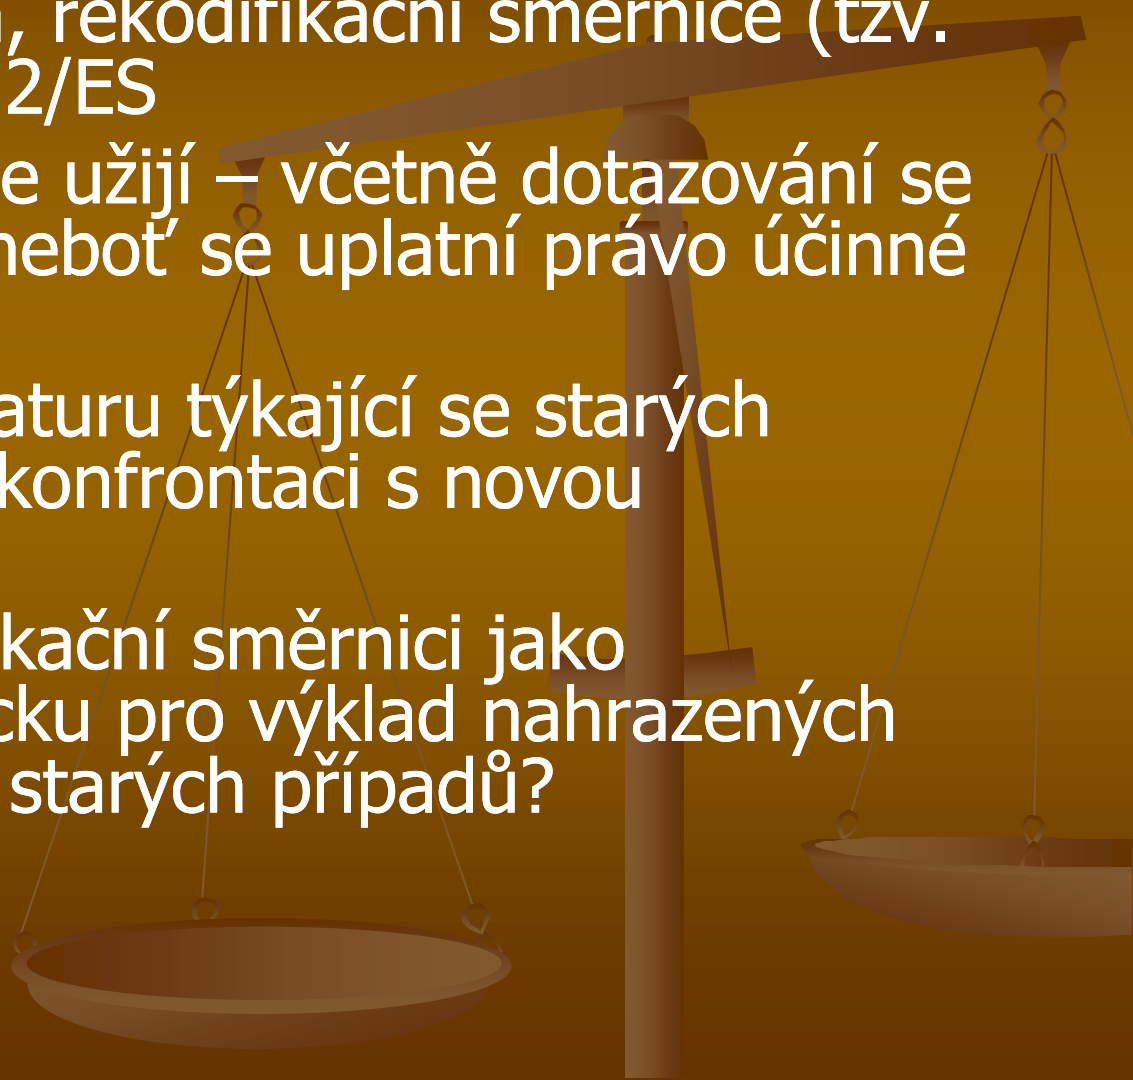 , rekodifikační směrnice (tzv.
2/ES
e užijí – včetně dotazování se
neboť se uplatní právo účinné
aturu týkající se starých
konfrontaci s novou
kační směrnici jako
cku pro výklad nahrazených
starých případů?